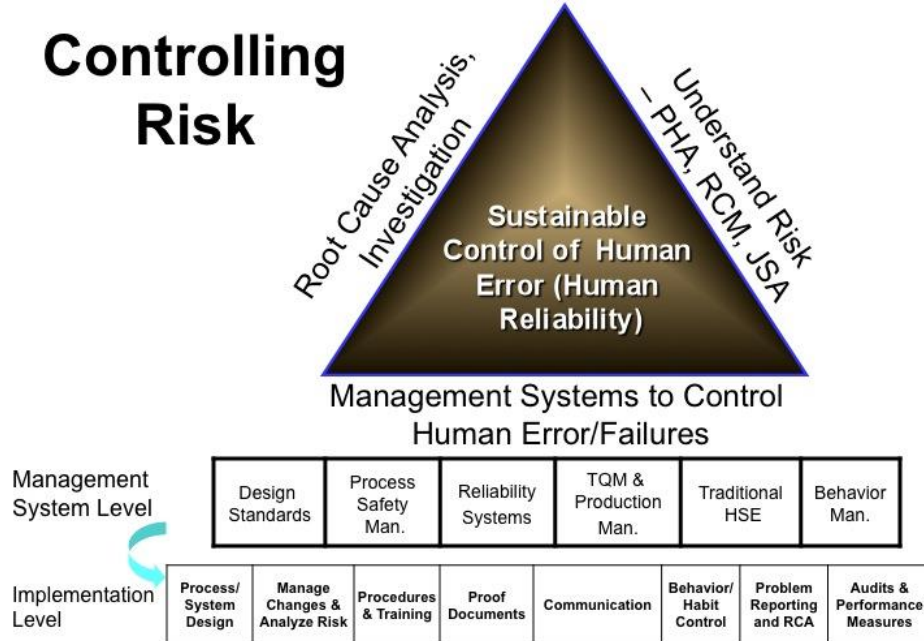 Controlling
Risk
Root Cause Analysis,
Investigation
Understand Risk
– PHA, RCM, JSA
Sustainable
Control of Human
Error (Human
Reliability)
Management Systems to Control
Human Error/Failures
Management
System Level
Design
Standards
Process
Safety
Man.
Reliability
Systems
TQM &
Production
Man.
Traditional
HSE
Behavior
Man.
Implementation
Level
Process/
System
Design
Manage
Changes &
Analyze Risk
Procedures
& Training
Proof
Documents
Communication
Behavior/
Habit
Control
Problem
Reporting
and RCA
Audits &
Performance
Measures